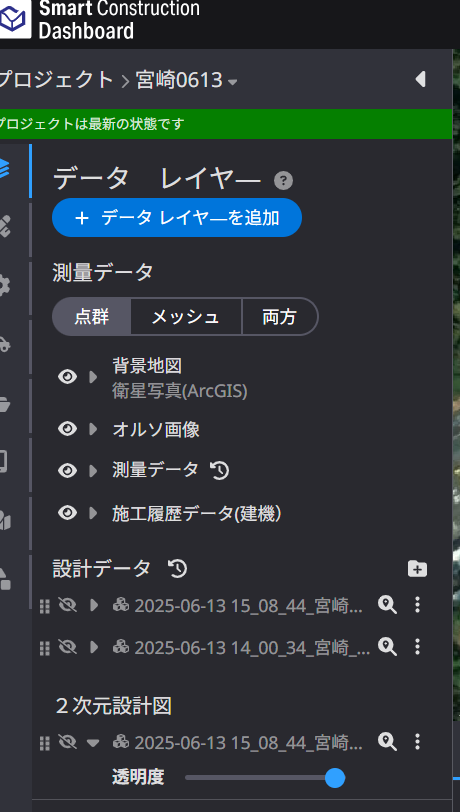 Smart Construction
Dashboard
プロジェクト > 宮崎0613
プロジェクトは最新の状態です
データ　レイヤ―
?
+ データ レイヤ―を追加
測量データ
点群 メッシュ 両方
背景地図
衛星写真(ArcGIS)
オルソ画像
測量データ
施工履歴データ(建機）
設計データ
2025-06-13 15_08_44_宮崎...
2025-06-13 14_00_34_宮崎_...
２次元設計図
2025-06-13 15_08_44_宮崎...
透明度